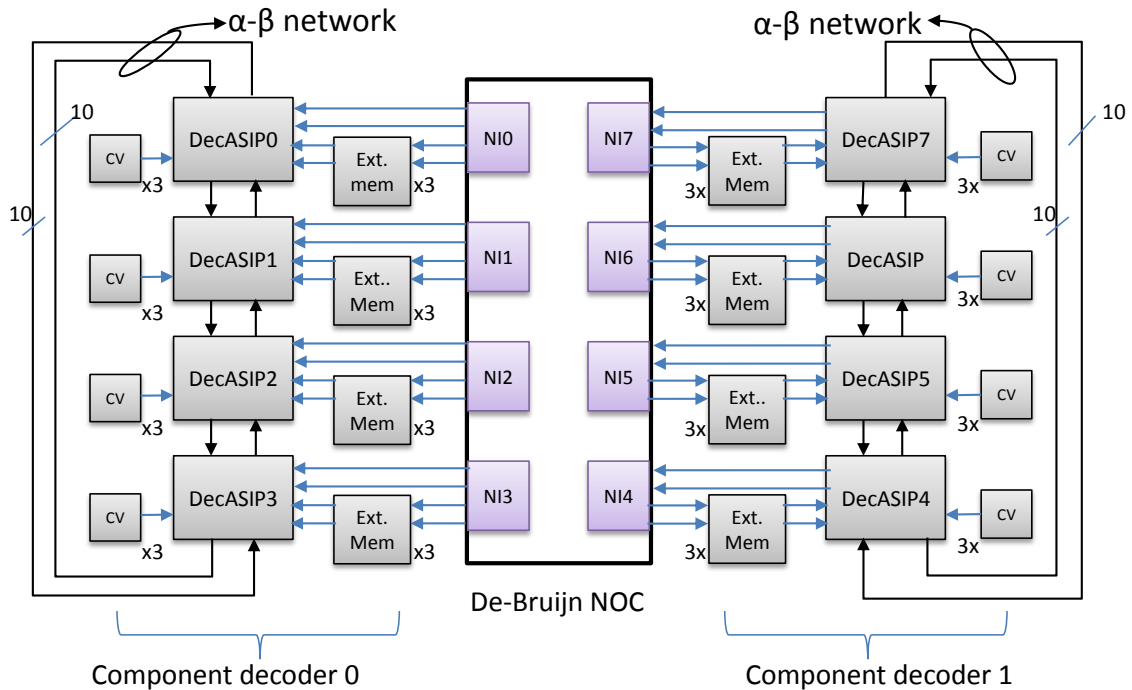 α-β network
α-β network
10
10
10
10
CV
x3
DecASIP0
Ext.
mem
x3
NI0
NI7
Ext.
Mem
3x
DecASIP7
CV
3x
CV
x3
DecASIP1
Ext..
Mem
x3
NI1
NI6
Ext.
Mem
3x
DecASIP
CV
3x
CV
x3
DecASIP2
Ext.
Mem
x3
NI2
NI5
Ext..
Mem
3x
DecASIP5
CV
3x
CV
x3
DecASIP3
Ext.
Mem
x3
NI3
NI4
Ext.
Mem
3x
DecASIP4
CV
3x
De-Bruijn NOC
Component decoder 0
Component decoder 1